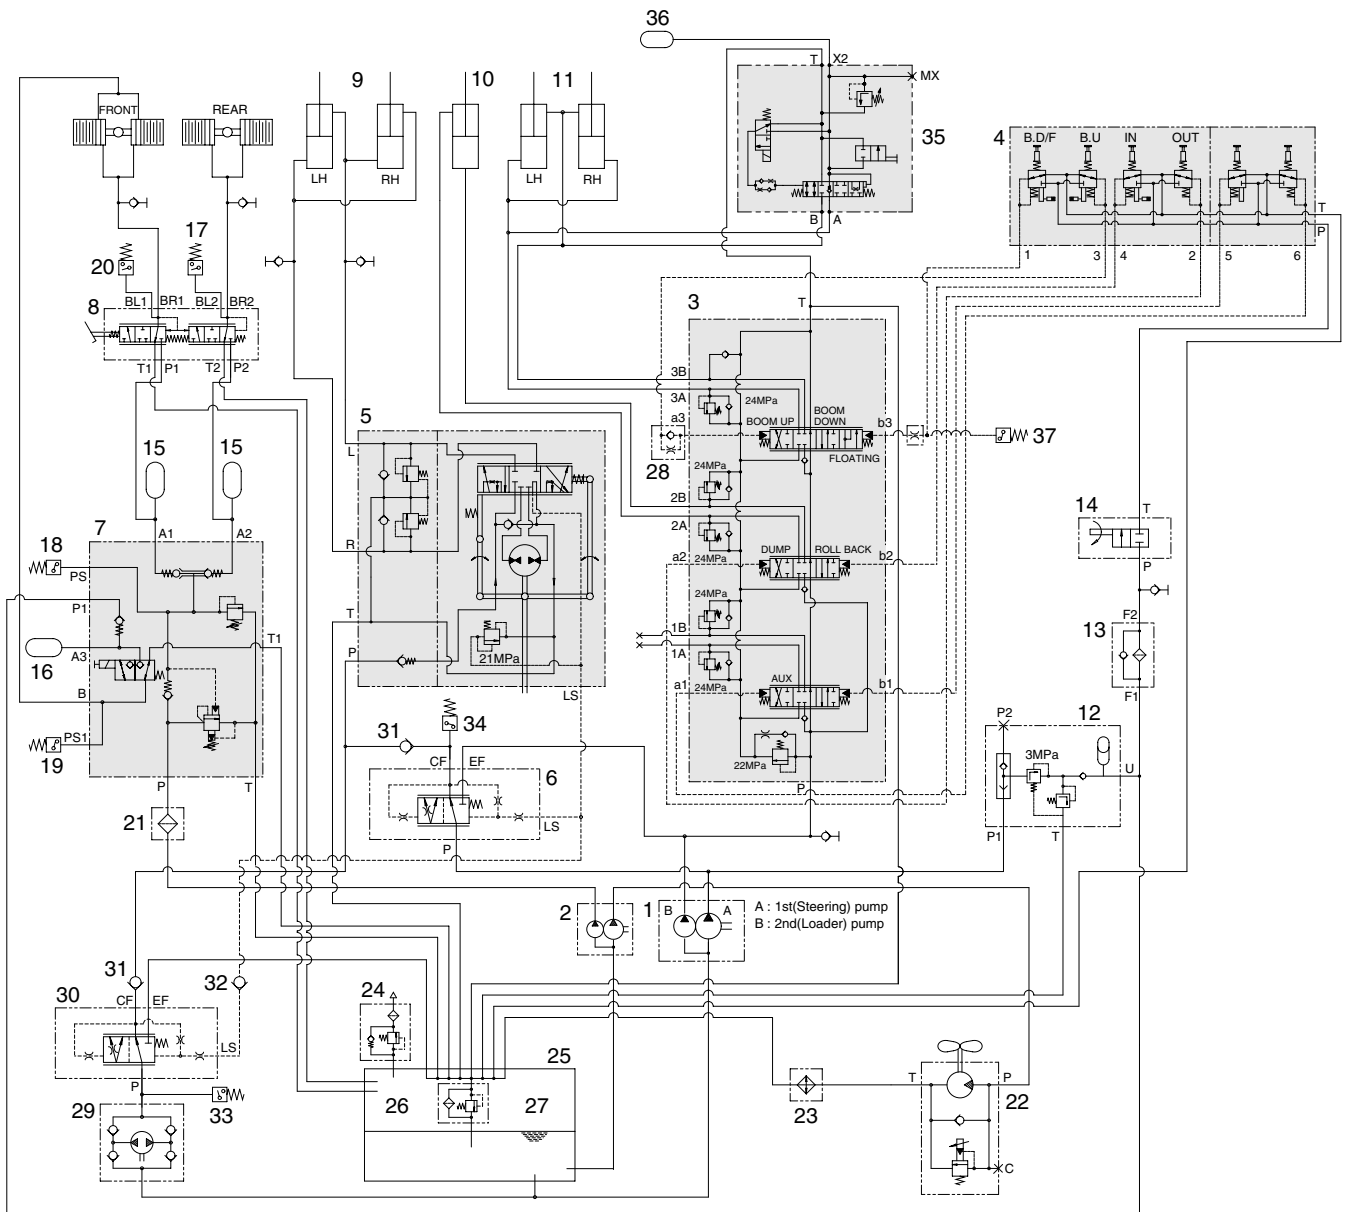 36
T X2
MX
35
B A
FRONT
REAR
9
10
11
LH
RH
LH
RH
4
B.D/F B.U IN OUT
T
P
1 3 4 2 5 6
17
20
BL1 BR1 BL2 BR2
8
T1 P1 T2 P2
3
T
3B
3A
24MPa
a3
BOOM UP
BOOM
DOWN
b3
FLOATING
28
37
24MPa
2B
2A
24MPa
a2
DUMP
ROLL BACK
b2
24MPa
1B
1A
24MPa
a1
AUX
b1
22MPa
P
5
L
R
T
P
21MPa
LS
15
15
A1
A2
7
18
PS
P1
16
A3
T1
B
PS1
19
P
T
21
14
T
P
F2
13
F1
12
P2
3MPa
U
P1
T
34
31
CF EF
6
LS
P
2
1
B A
A : 1st(Steering) pump
B : 2nd(Loader) pump
31
32
30
CF EF
LS
P
29
33
24
25
26
27
23
T P
22
C